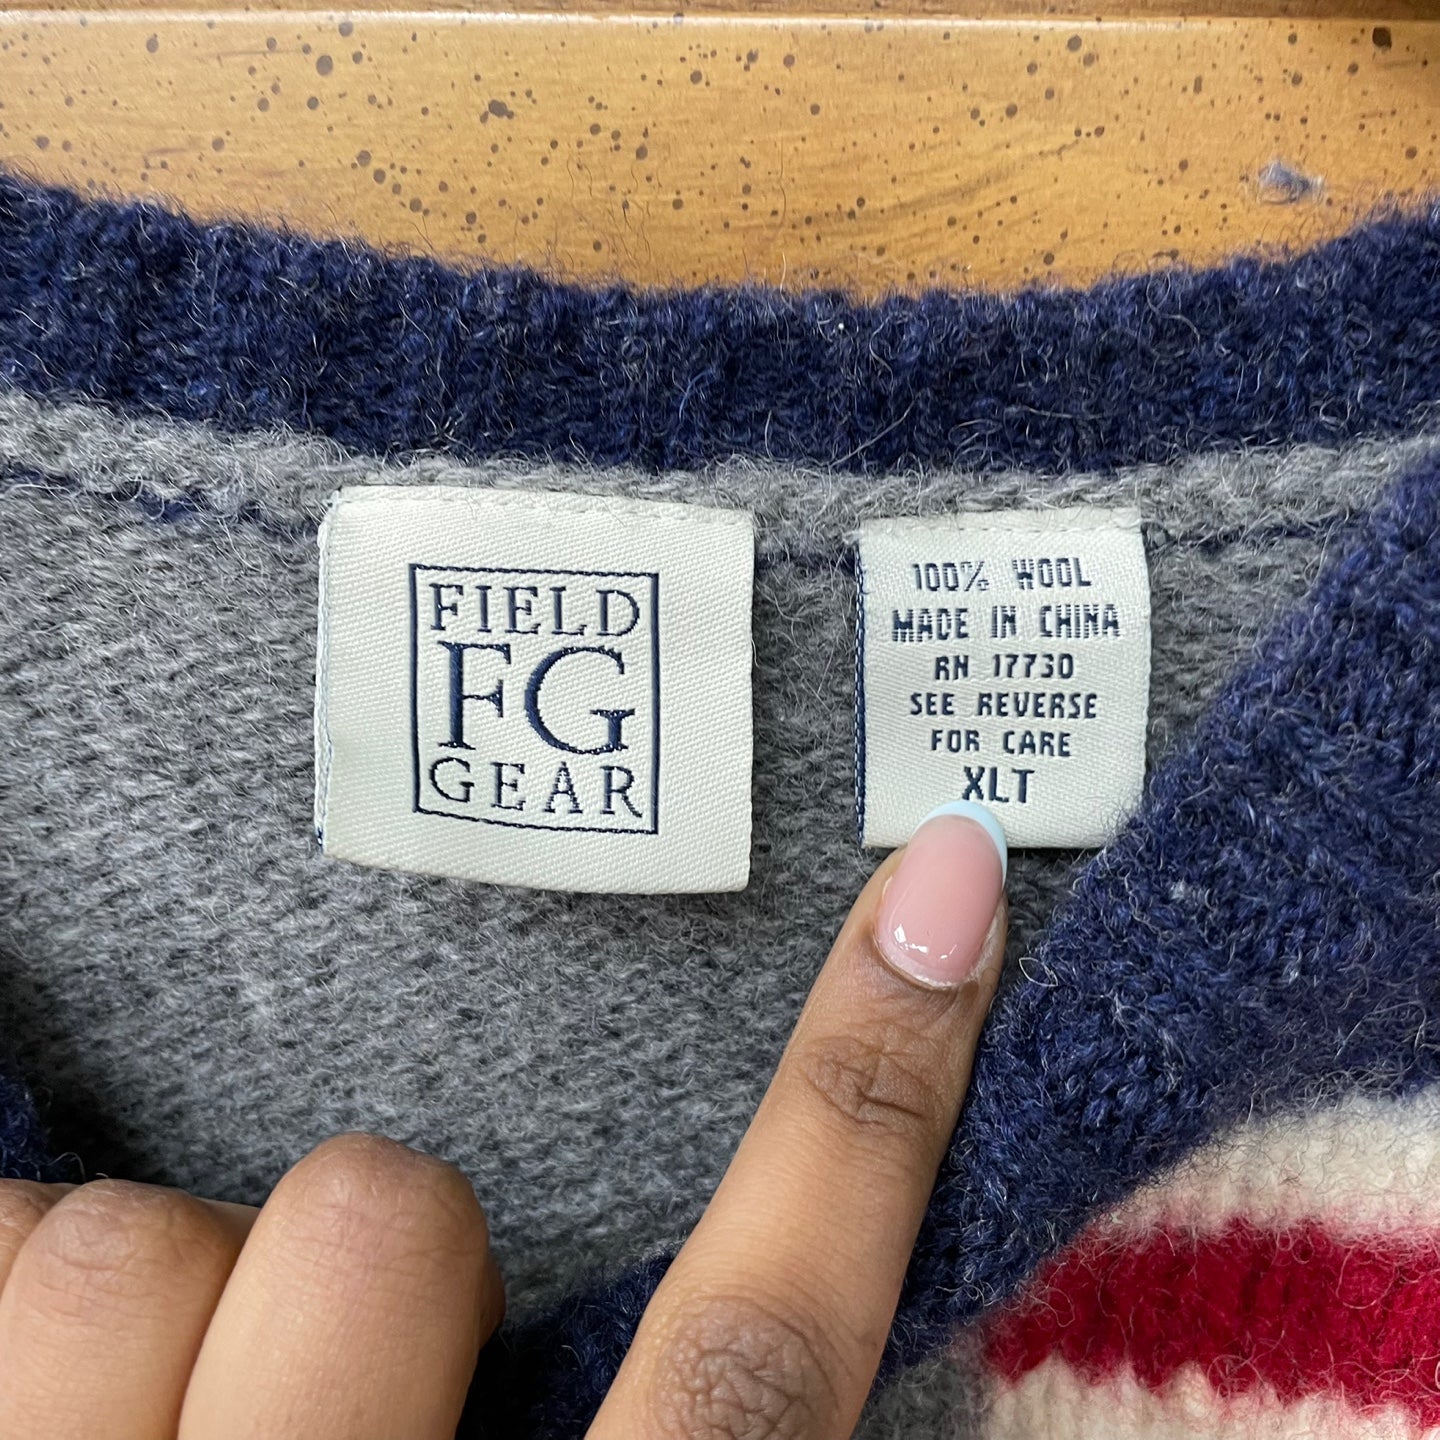 FIELD
FG
GEAR
100% WOOL
MADE IN CHINA
RN 17730
SEE REVERSE
FOR CARE
XLT